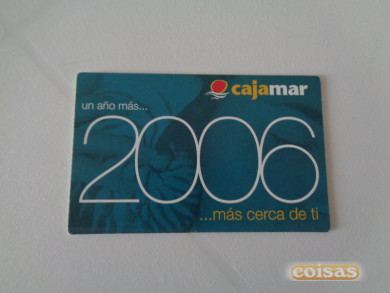 cajamar
un año más...
2006
...más cerca de ti
coisas